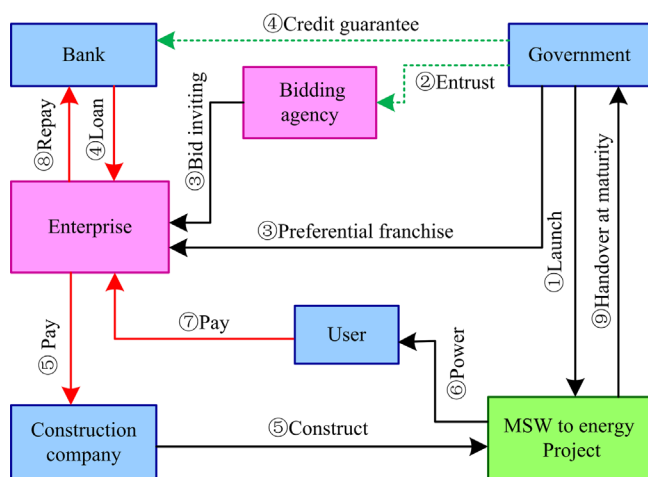 ④Credit guarantee
Bank
Government
②Entrust
Bidding
agency
⑧Repay
④Loan
③Bid inviting
Enterprise
③Preferential franchise
①Launch
⑨Handover at maturity
⑦Pay
User
⑤ Pay
⑥Power
Construction
company
⑤Construct
MSW to energy
Project